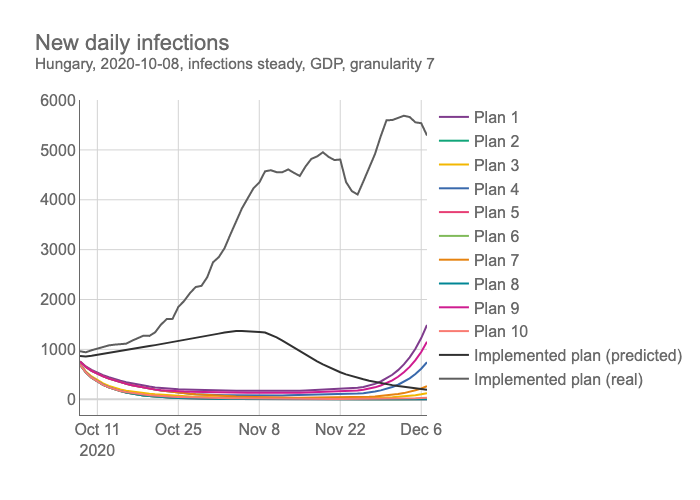 New daily infections
Hungary, 2020-10-08, infections steady, GDP, granularity 7
6000
5000
4000
3000
2000
1000
0
Oct 11
2020
Oct 25
Nov 8
Nov 22
Dec 6
Plan 1
Plan 2
Plan 3
Plan 4
Plan 5
Plan 6
Plan 7
Plan 8
Plan 9
Plan 10
Implemented plan (predicted)
Implemented plan (real)